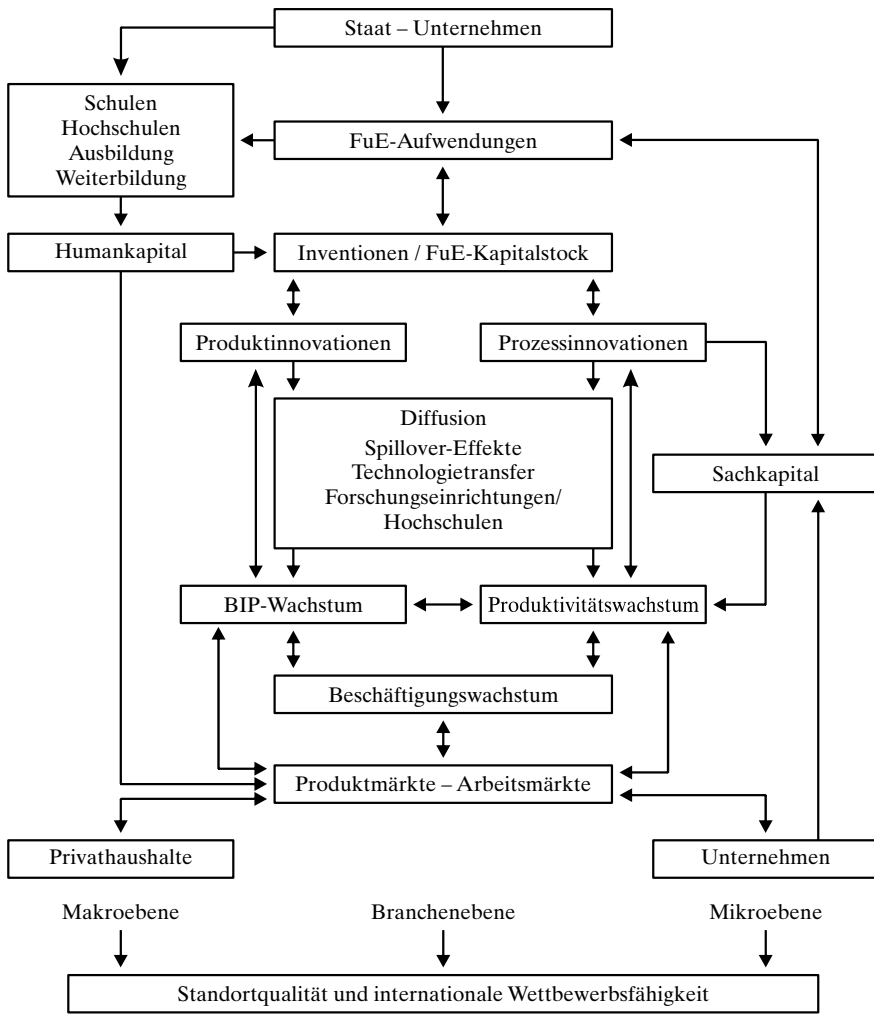 Staat – Unternehmen
Schulen
Hochschulen
Ausbildung
Weiterbildung
FuE-Aufwendungen
Humankapital
Inventionen / FuE-Kapitalstock
Produktinnovationen
Prozessinnovationen
Diffusion
Spillover-Effekte
Technologietransfer
Forschungseinrichtungen/
Hochschulen
Sachkapital
BIP-Wachstum
Produktivitätswachstum
Beschäftigungswachstum
Produktmärkte – Arbeitsmärkte
Privathaushalte
Unternehmen
Makroebene
Branchenebene
Mikroebene
Standortqualität und internationale Wettbewerbsfähigkeit